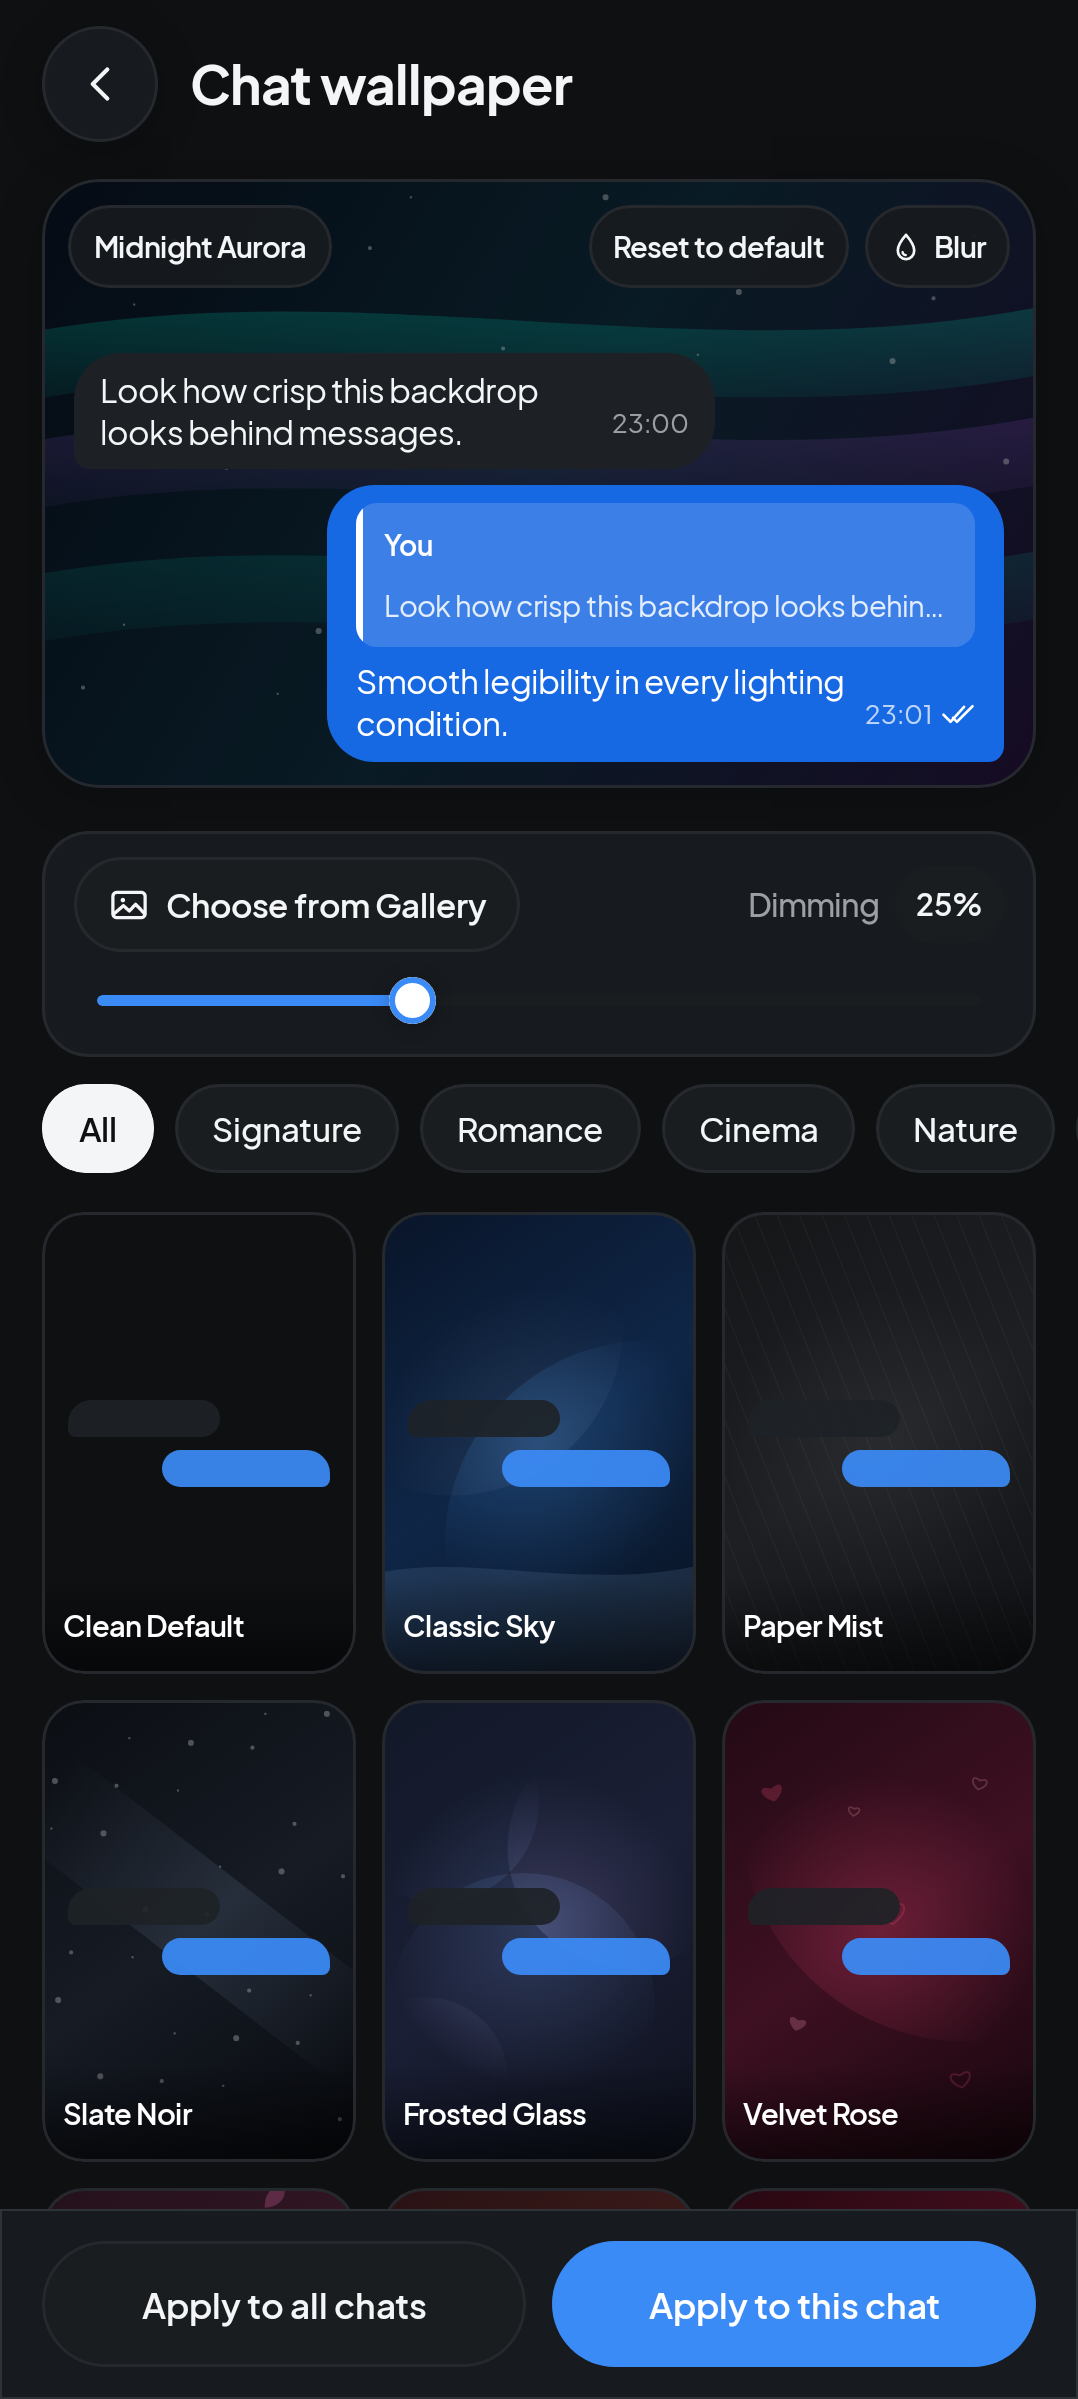 Chat wallpaper
Midnight Aurora
Reset to default
Blur
Look how crisp this backdrop
looks behind messages.
23:00
You
Look how crisp this backdrop looks behin...
Smooth legibility in every lighting
condition.
23:01
Choose from Gallery
Dimming
25%
All
Signature
Romance
Cinema
Nature
Clean Default
Classic Sky
Paper Mist
Slate Noir
Frosted Glass
Velvet Rose
Apply to all chats
Apply to this chat